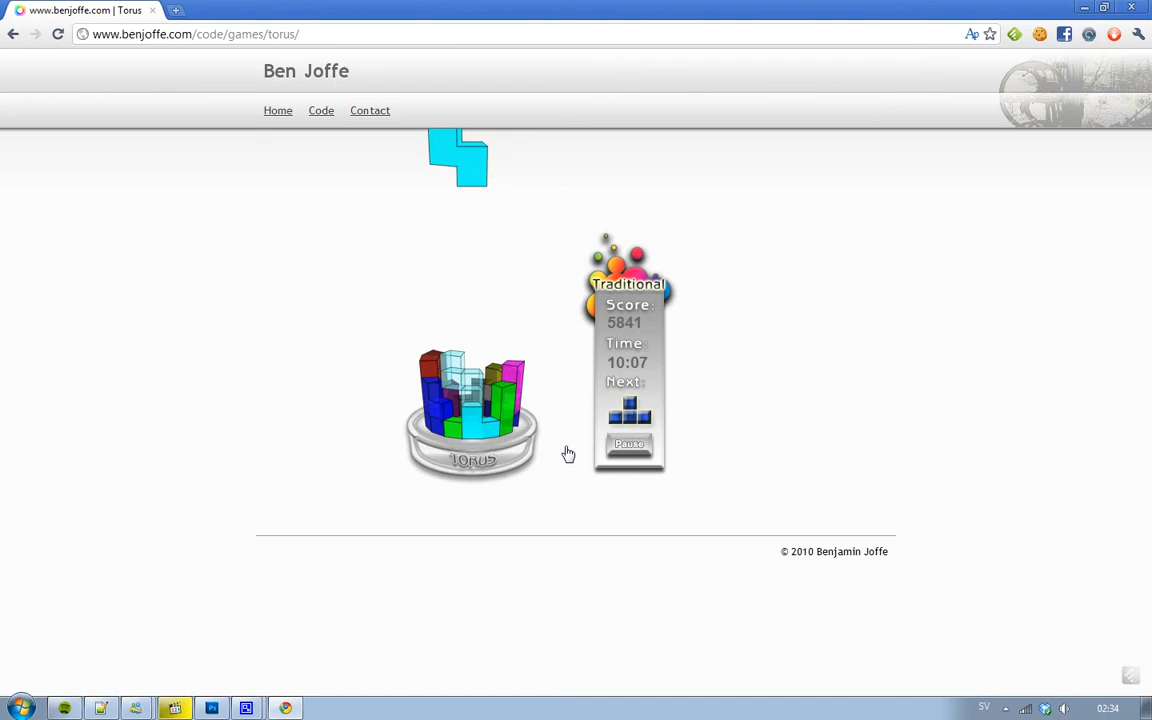 www.benjoffe.com | Torus
www.benjoffe.com/code/games/torus/
Ben Joffe
Home Code Contact
Traditional
Score:
5841
Time:
10:07
Next:
Pause
TORUS
© 2010 Benjamin Joffe
SV 02:34